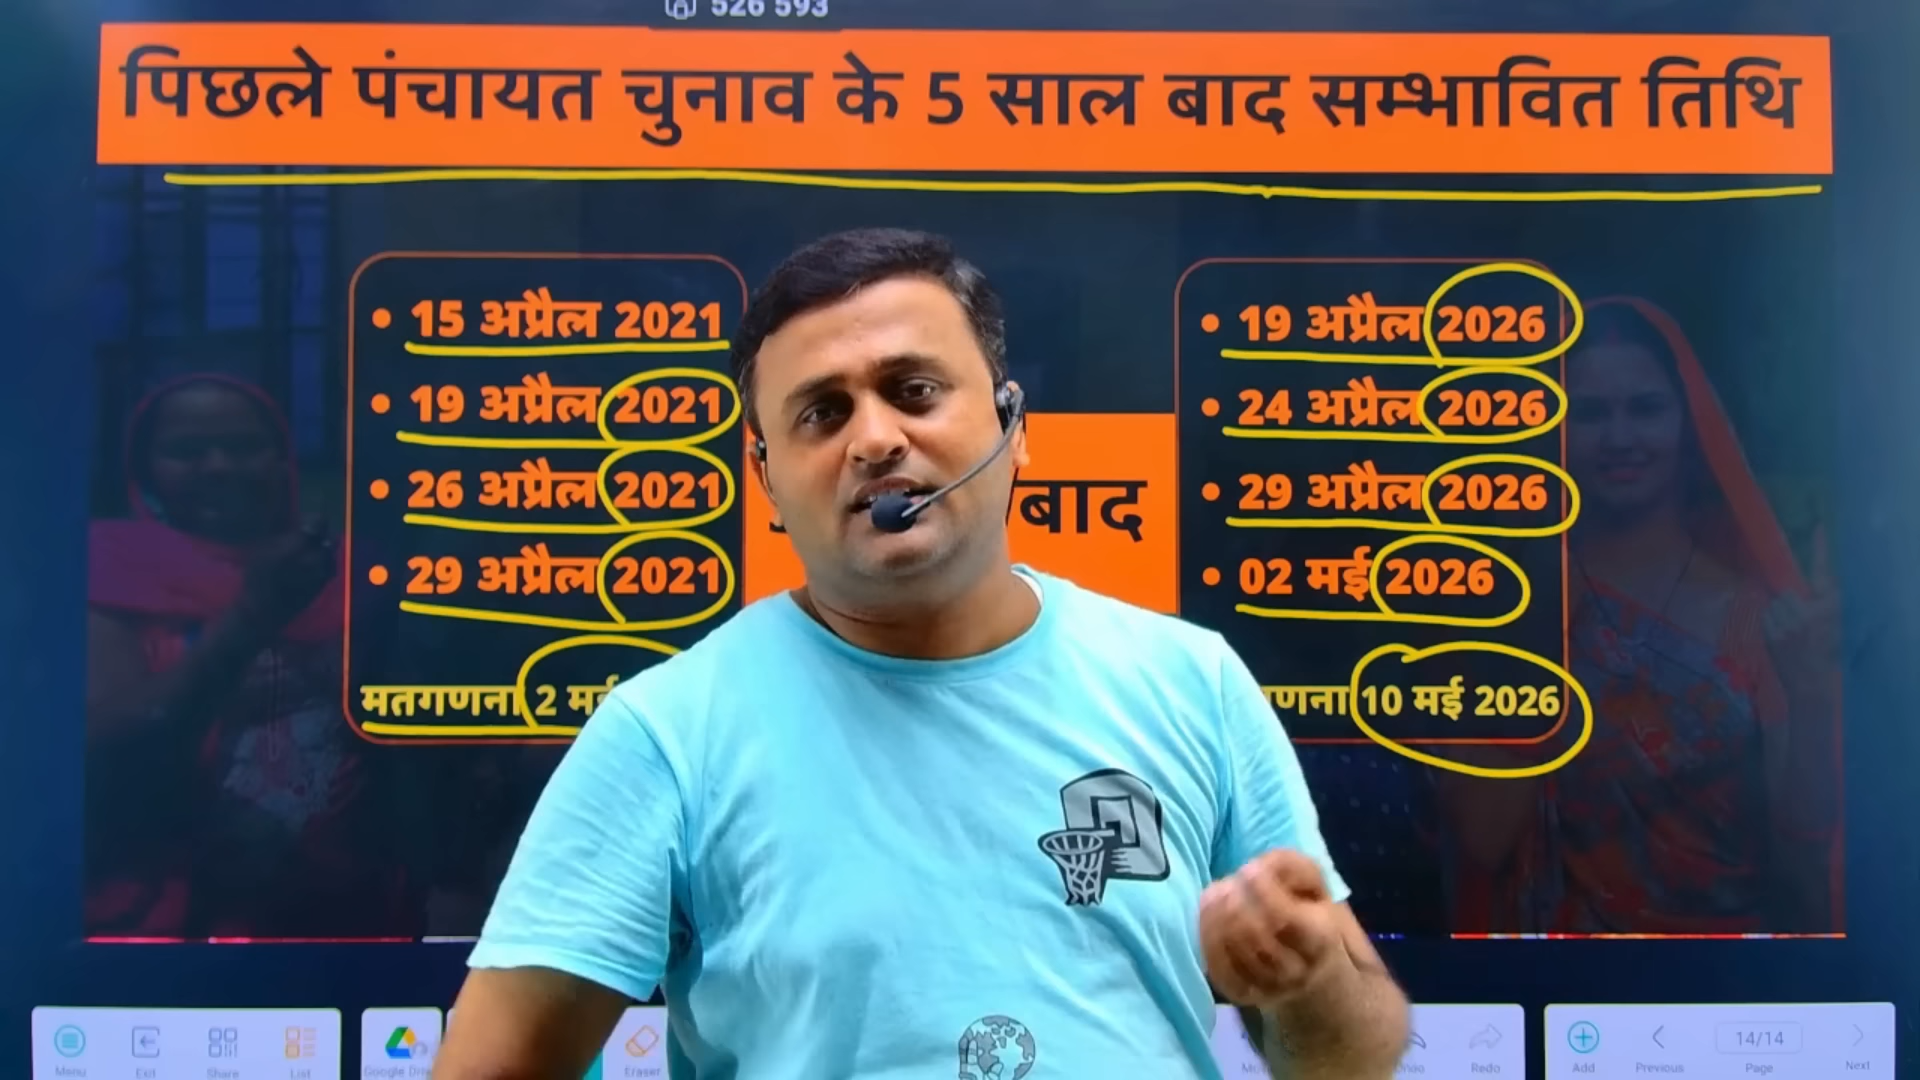 526 593
पिछले पंचायत चुनाव के 5 साल बाद सम्भावित तिथि
• 15 अप्रैल 2021
• 19 अप्रैल 2021
• 26 अप्रैल 2021
• 29 अप्रैल 2021
मतगणना 2 मई
बाद
• 19 अप्रैल 2026
• 24 अप्रैल 2026
• 29 अप्रैल 2026
• 02 मई 2026
10 मई 2026
Menu
Exit
Share
List
Google
Eraser
Redo
Add
Previous
14/14
Page
Next